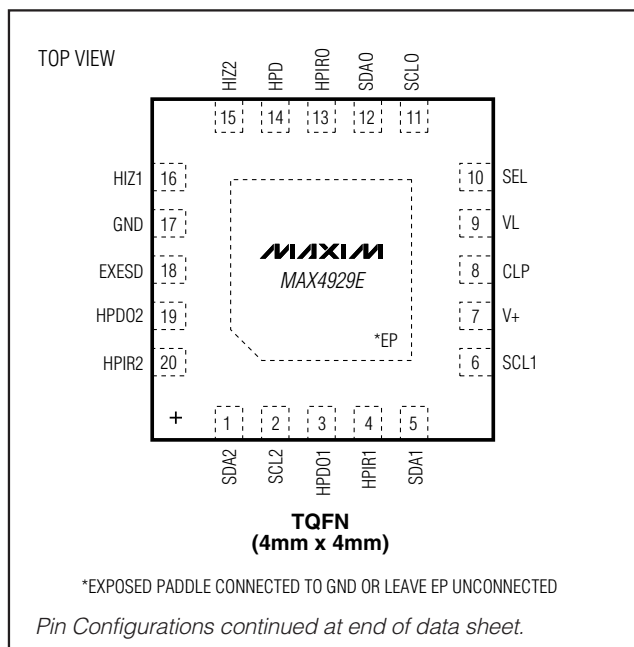 TOP VIEW
HIZ2 HPD HPIR0 SDA0 SCL0
15 14 13 12 11
HIZ1 16
GND 17
EXESD 18
HPDO2 19
HPIR2 20
10 SEL
9 VL
8 CLP
7 V+
6 SCL1
MAXIM
MAX4929E
*EP
+ 1 2 3 4 5
SDA2 SCL2 HPDO1 HPIR1 SDA1
TQFN
(4mm x 4mm)
*EXPOSED PADDLE CONNECTED TO GND OR LEAVE EP UNCONNECTED
Pin Configurations continued at end of data sheet.